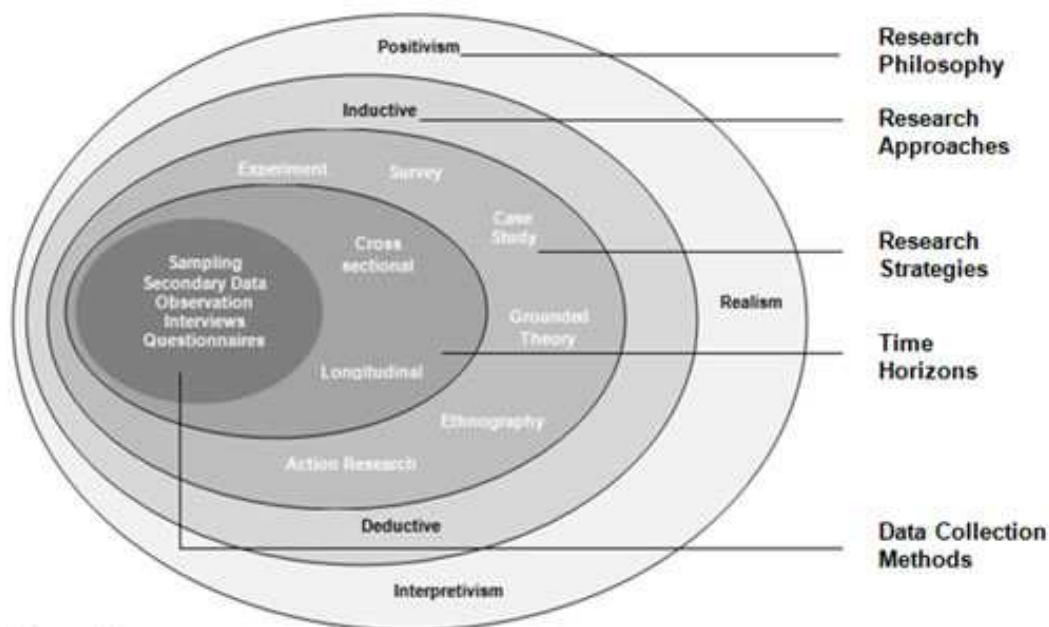 Positivism
Research
Philosophy
Inductive
Research
Approaches
Experiment
Survey
Case
Study
Research
Strategies
Cross
sectional
Sampling
Secondary Data
Observation
Interviews
Questionnaires
Realism
Grounded
Theory
Time
Horizons
Longitudinal
Ethnography
Action Research
Deductive
Data Collection
Methods
Interpretivism